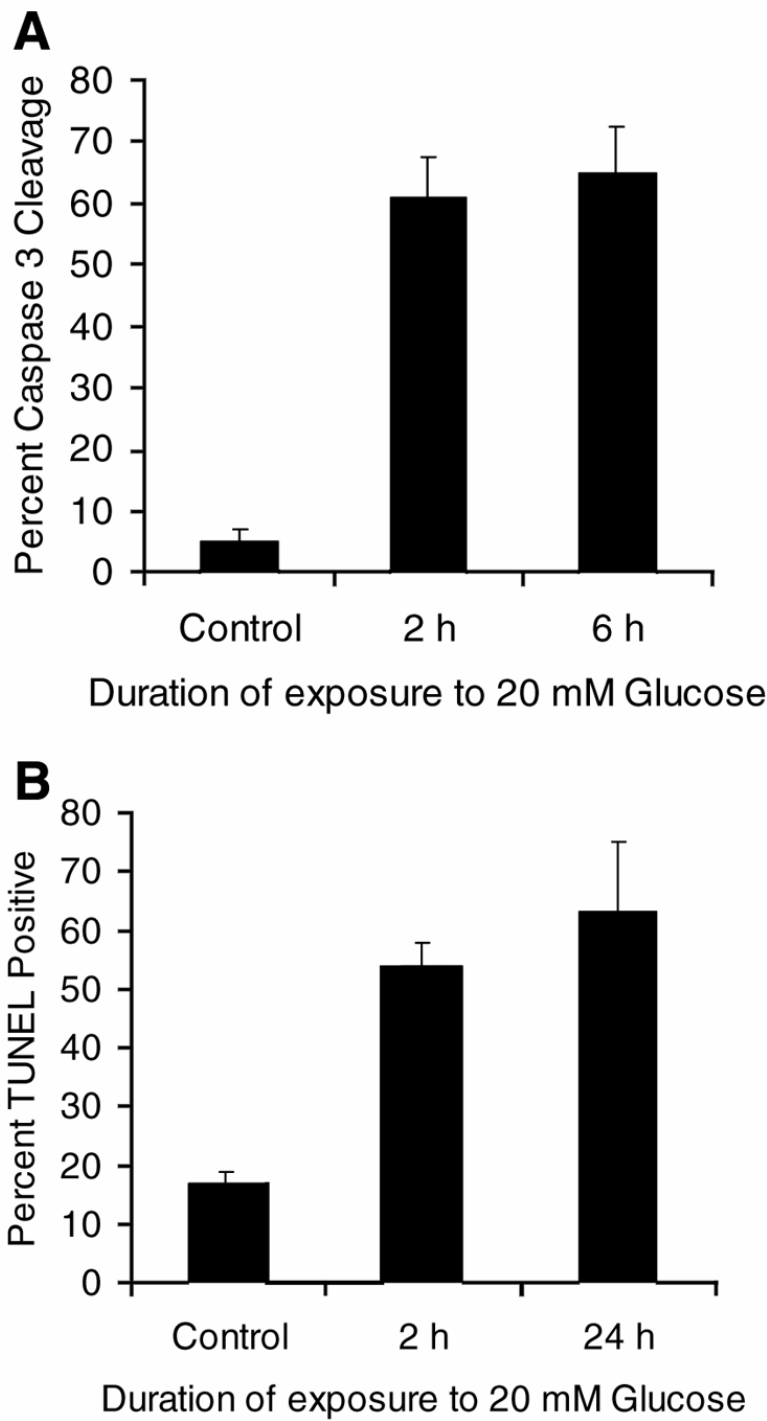 A
Percent Caspase 3 Cleavage
80
70
60
50
40
30
20
10
0
Control 2 h 6 h
Duration of exposure to 20 mM Glucose
B
Percent TUNEL Positive
80
70
60
50
40
30
20
10
0
Control 2 h 24 h
Duration of exposure to 20 mM Glucose